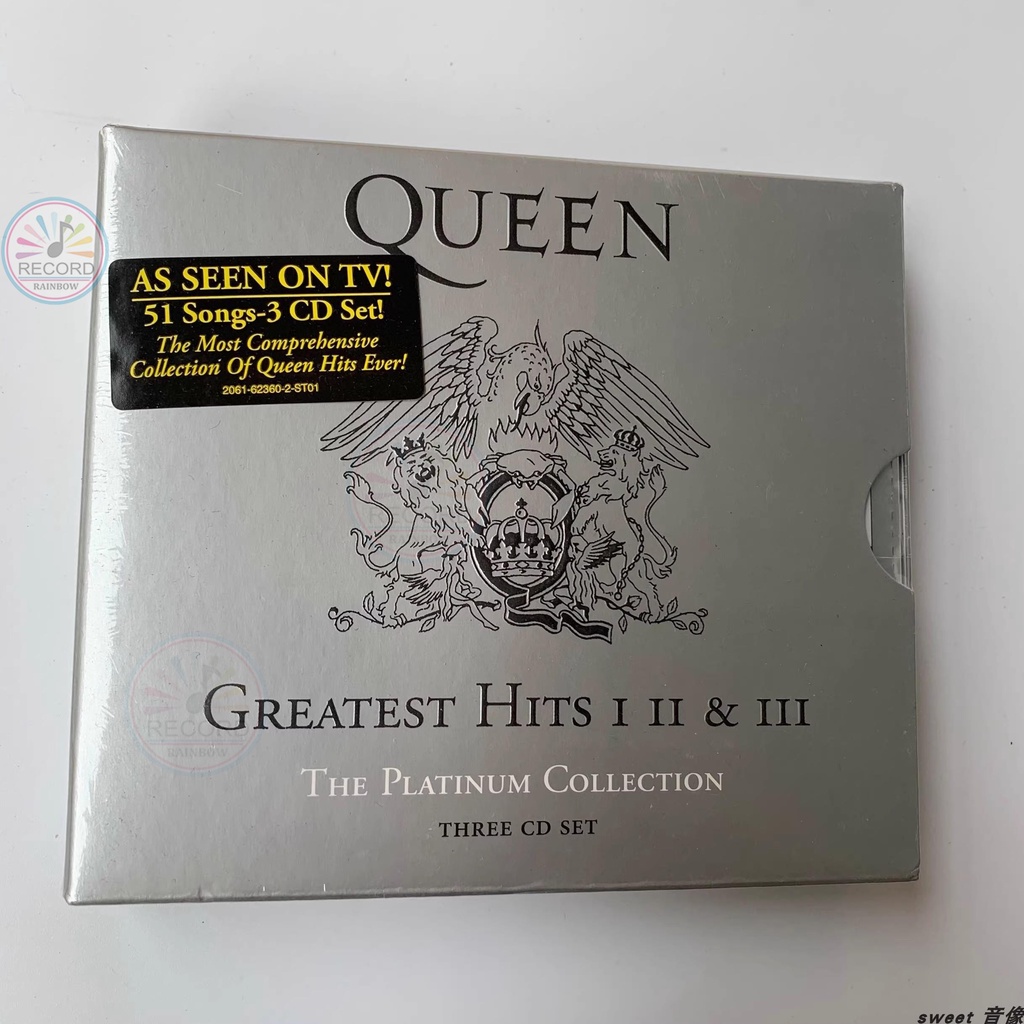 QUEEN
RECORD
RAINBOW
AS SEEN ON TV!
51 Songs-3 CD Set!
The Most Comprehensive
Collection Of Queen Hits Ever!
2061-62360-2-ST01
GREATEST HITS I II & III
RECORD
RAINBOW
THE PLATINUM COLLECTION
THREE CD SET
sweet 音像